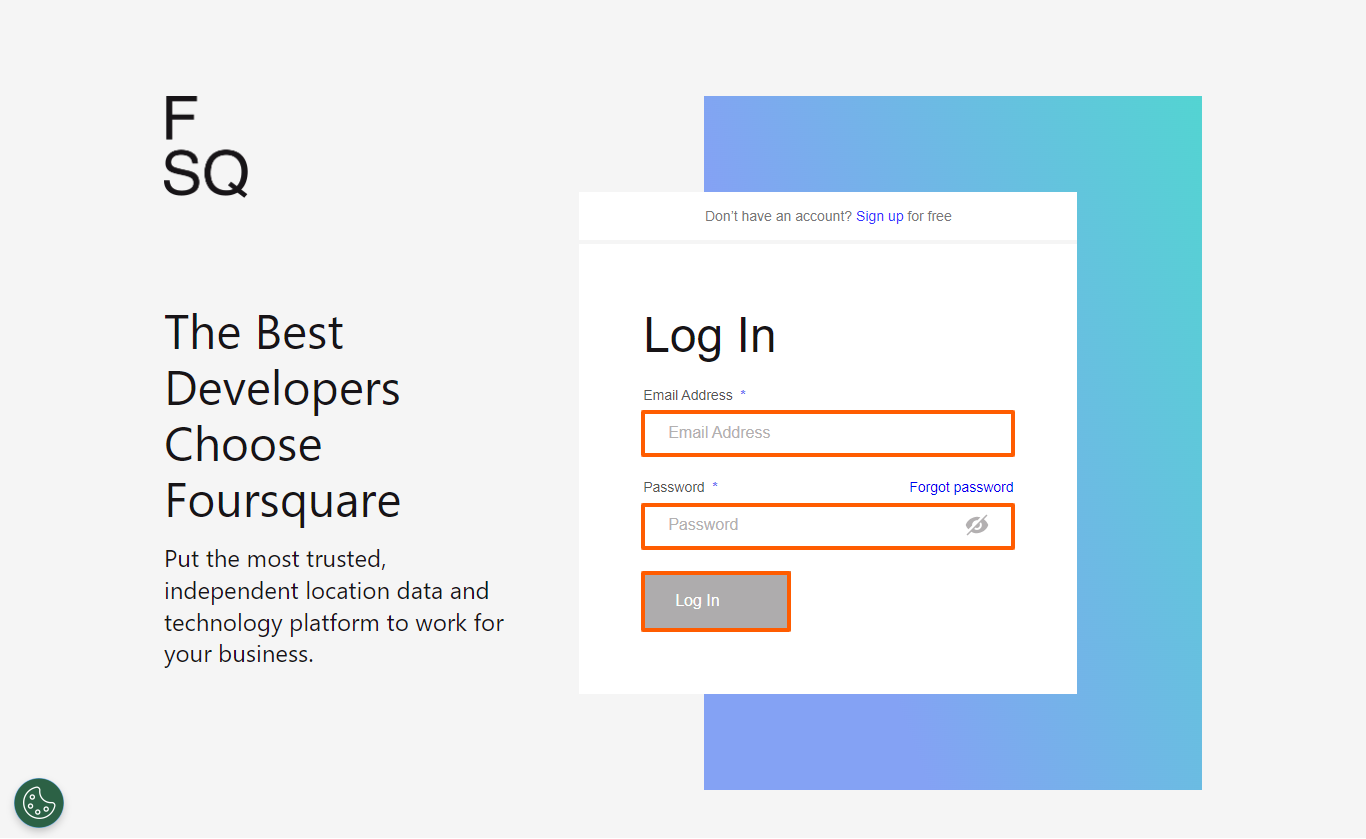 F
SQ
The Best
Developers
Choose
Foursquare
Put the most trusted,
independent location data and
technology platform to work for
your business.
Don't have an account? Sign up for free
Log In
Email Address *
Email Address
Password * Forgot password
Password
Log In